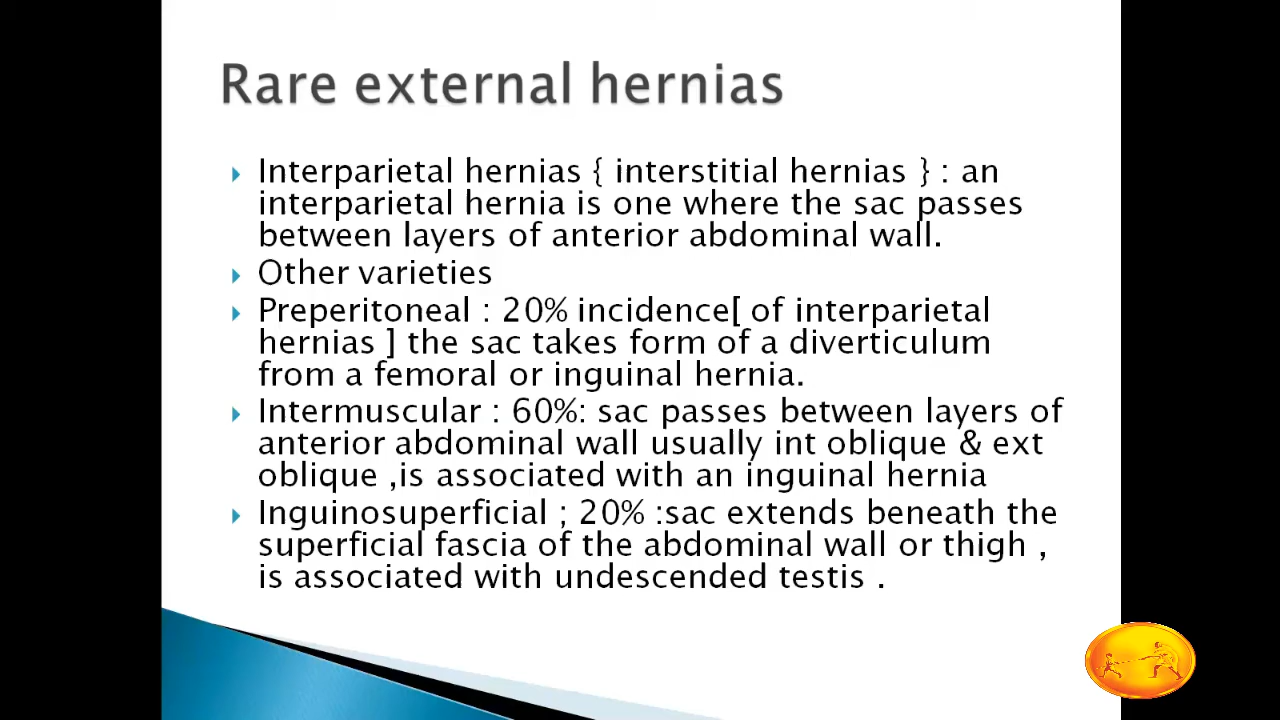 Rare external hernias
Interparietal hernias { interstitial hernias } : an
interparietal hernia is one where the sac passes
between layers of anterior abdominal wall.
Other varieties
Preperitoneal : 20% incidence[ of interparietal
hernias ] the sac takes form of a diverticulum
from a femoral or inguinal hernia.
Intermuscular : 60%: sac passes between layers of
anterior abdominal wall usually int oblique & ext
oblique ,is associated with an inguinal hernia
Inguinosuperficial ; 20% :sac extends beneath the
superficial fascia of the abdominal wall or thigh ,
is associated with undescended testis .